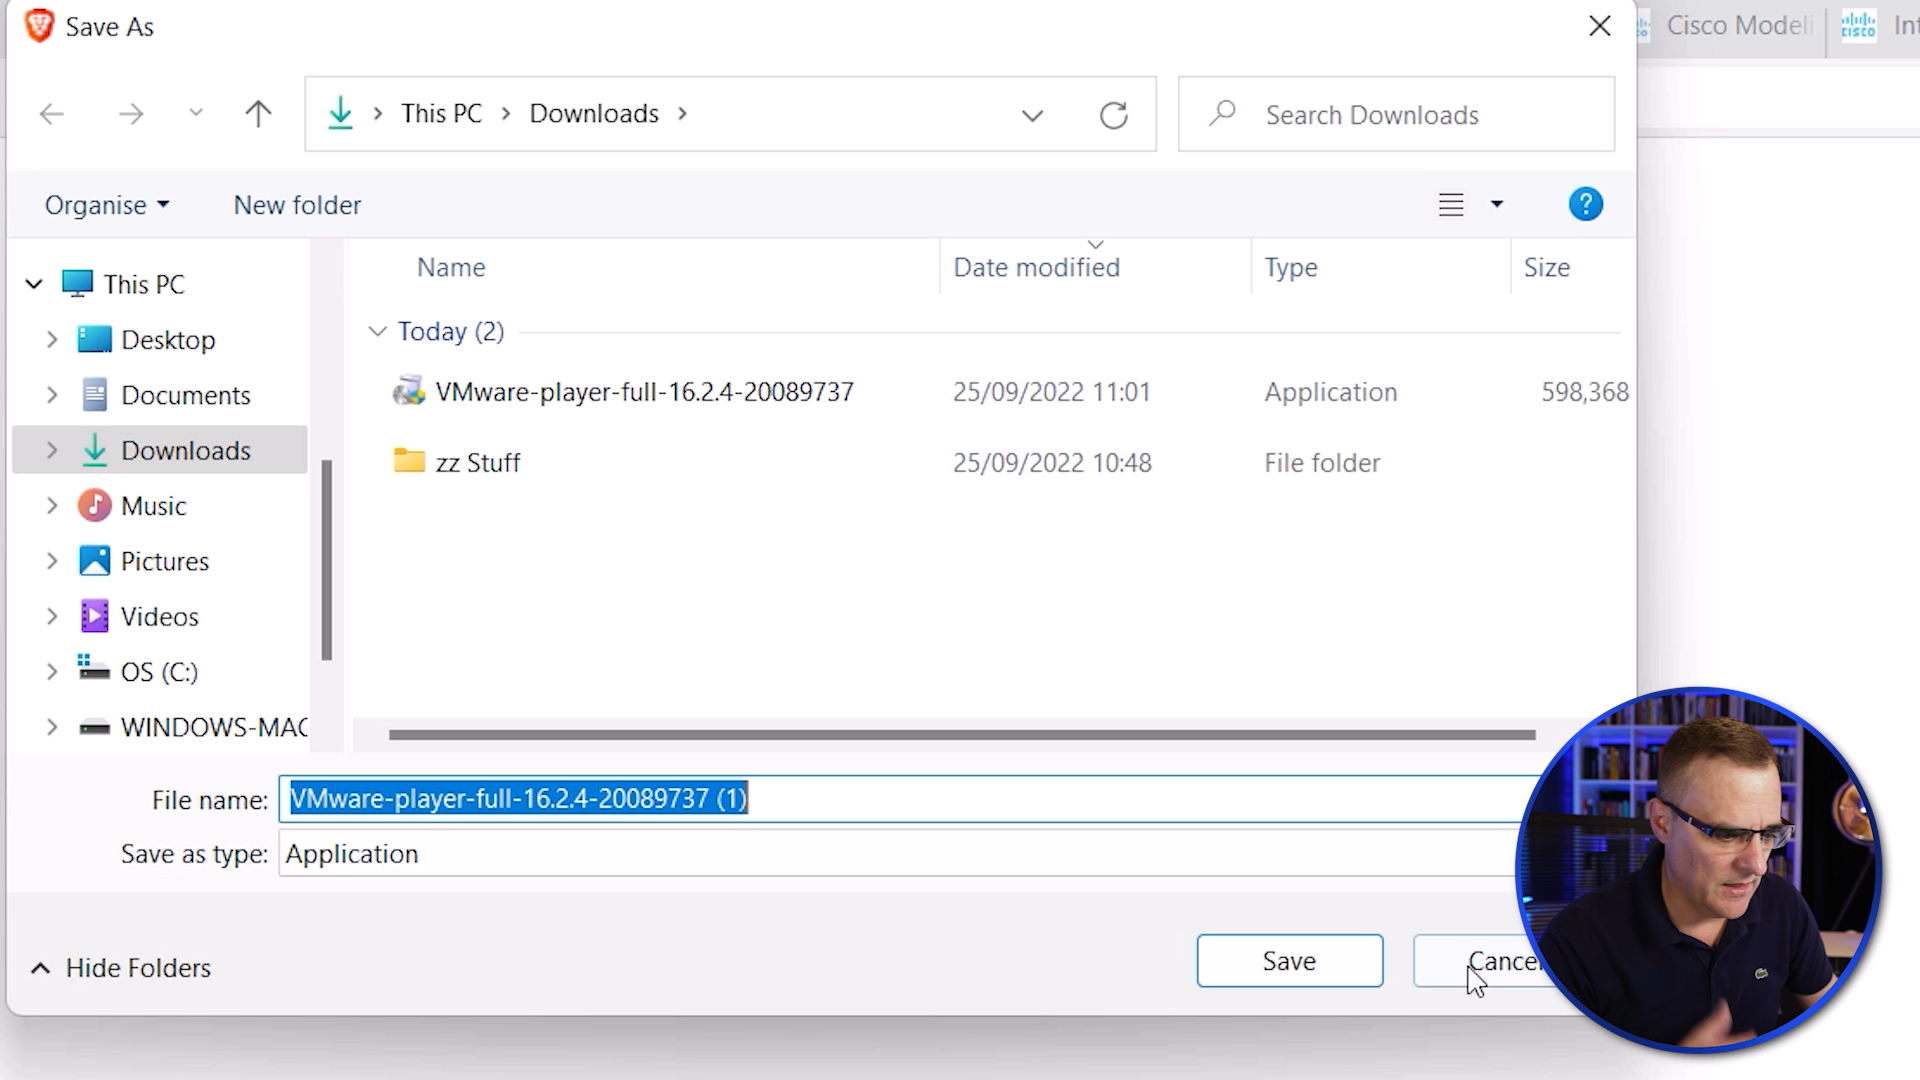 Save As
Cisco Modeli
Int
This PC
Downloads
Search Downloads
Organise
New folder
Name
Date modified
Type
Size
This PC
Desktop
Documents
Downloads
Music
Pictures
Videos
OS (C:)
WINDOWS-MAC
Today (2)
VMware-player-full-16.2.4-20089737
25/09/2022 11:01
Application
598,368
zz Stuff
25/09/2022 10:48
File folder
File name:
VMware-player-full-16.2.4-20089737 (1)
Save as type:
Application
Hide Folders
Save
Cancel